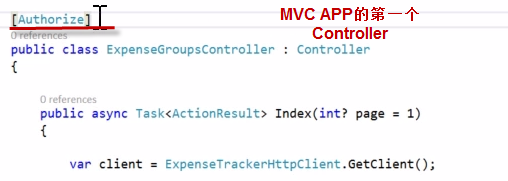 [Authorize]
MVC APP的第一个
Controller
0 references
public class ExpenseGroupsController : Controller
{
0 references
public async Task<ActionResult> Index(int? page = 1)
{
var client = ExpenseTrackerHttpClient.GetClient();